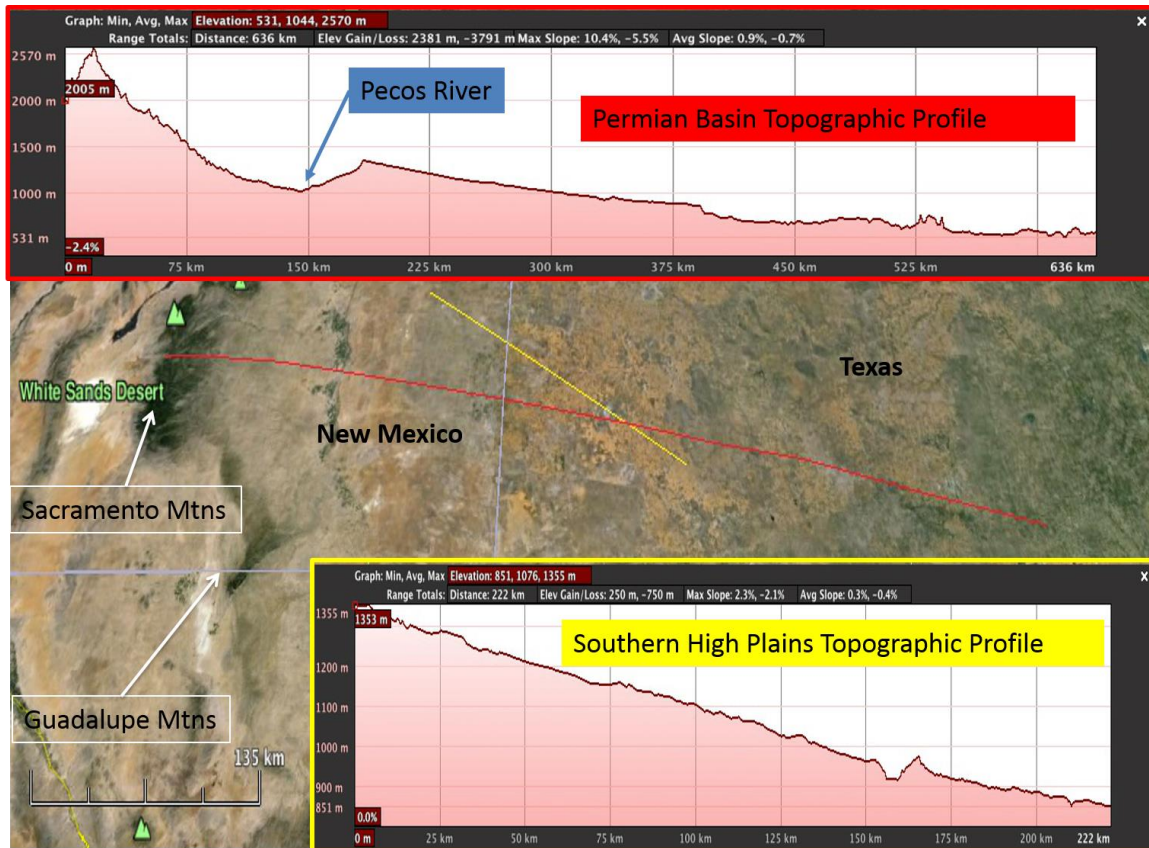 Graph: Min, Avg, Max Elevation: 531, 1044, 2570 m
Range Totals: Distance: 636 km Elev Gain/Loss: 2381 m, -3791 m Max Slope: 10.4%, -5.5% Avg Slope: 0.9%, -0.7%
x
2570 m
2005 m
2000 m
1500 m
1000 m
531 m
-2.4%
Pecos River
Permian Basin Topographic Profile
0 m 75 km 150 km 225 km 300 km 375 km 450 km 525 km 636 km
White Sands Desert
Texas
New Mexico
Sacramento Mtns
Guadalupe Mtns
135 km
Graph: Min, Avg, Max Elevation: 851, 1076, 1355 m
Range Totals: Distance: 222 km Elev Gain/Loss: 250 m, -750 m Max Slope: 2.3%, -2.1% Avg Slope: 0.3%, -0.4%
x
1355 m
1353 m
1200 m
1100 m
1000 m
900 m
851 m
0.0%
Southern High Plains Topographic Profile
0 m 25 km 50 km 75 km 100 km 125 km 150 km 175 km 200 km 222 km